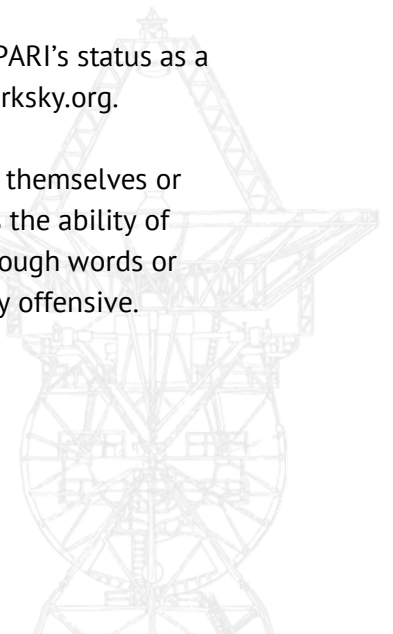 PARI's status as a
rksky.org.
themselves or
the ability of
ough words or
y offensive.